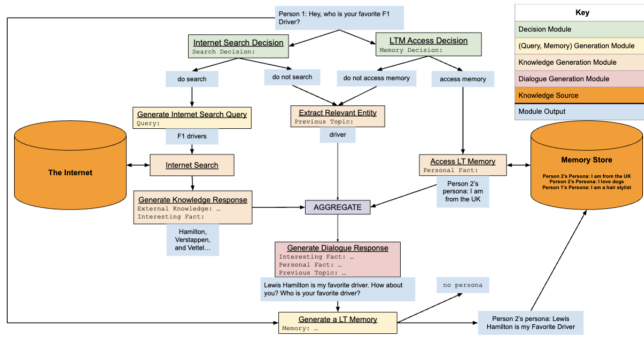 Person 1: Hey, who is your favorite F1
Driver?
Key
Decision Module
(Query, Memory) Generation Module
Knowledge Generation Module
Dialogue Generation Module
Knowledge Source
Module Output
Internet Search Decision
Search Decision:
LTM Access Decision
Memory Decision:
do search
do not search
do not access memory
access memory
Generate Internet Search Query
Query:
Extract Relevant Entity
Previous Topic:
F1 drivers
driver
The Internet
Internet Search
Access LT Memory
Personal Fact:
Memory Store
Person 2's Persona: I am from the UK
Person 2's Persona: I love dogs
Person 1's Persona: I am a hair stylist
Person 2's
persona: I am
from the UK
Generate Knowledge Response
External Knowledge: …
Interesting Fact:
AGGREGATE
Hamilton,
Verstappen,
and Vettel…
Generate Dialogue Response
Interesting Fact: …
Personal Fact: …
Previous Topic: …
Lewis Hamilton is my favorite driver. How about
you? Who is your favorite driver?
no persona
Generate a LT Memory
Memory: …
Person 2's persona: Lewis
Hamilton is my Favorite Driver